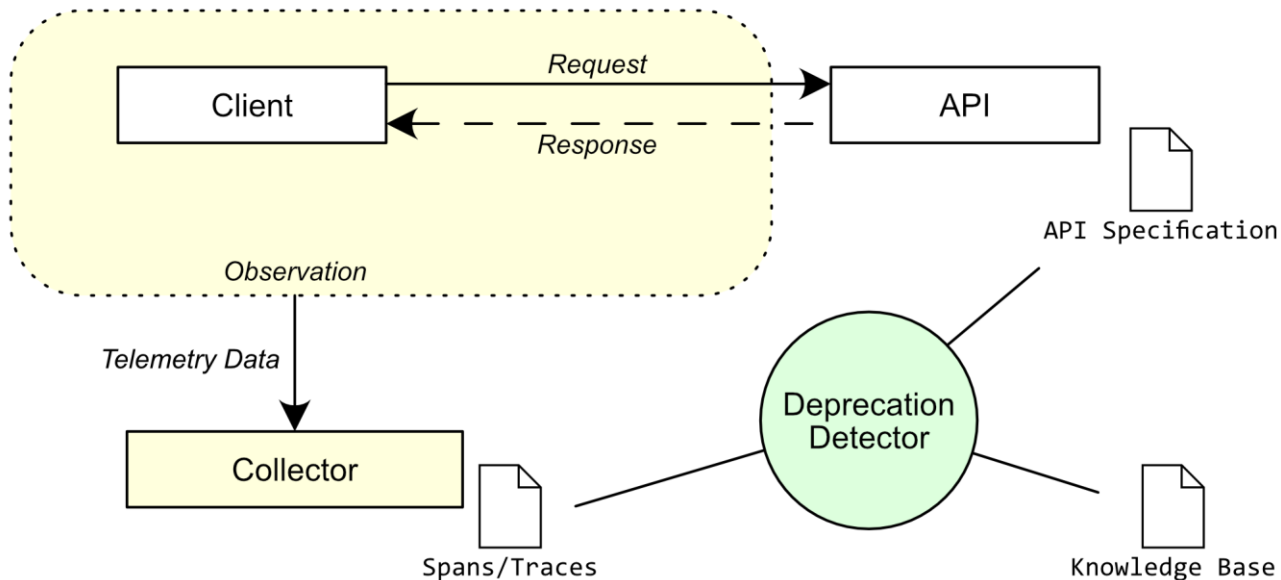 Request
Client
API
Response
API Specification
Observation
Telemetry Data
Deprecation
Detector
Collector
Spans/Traces
Knowledge Base